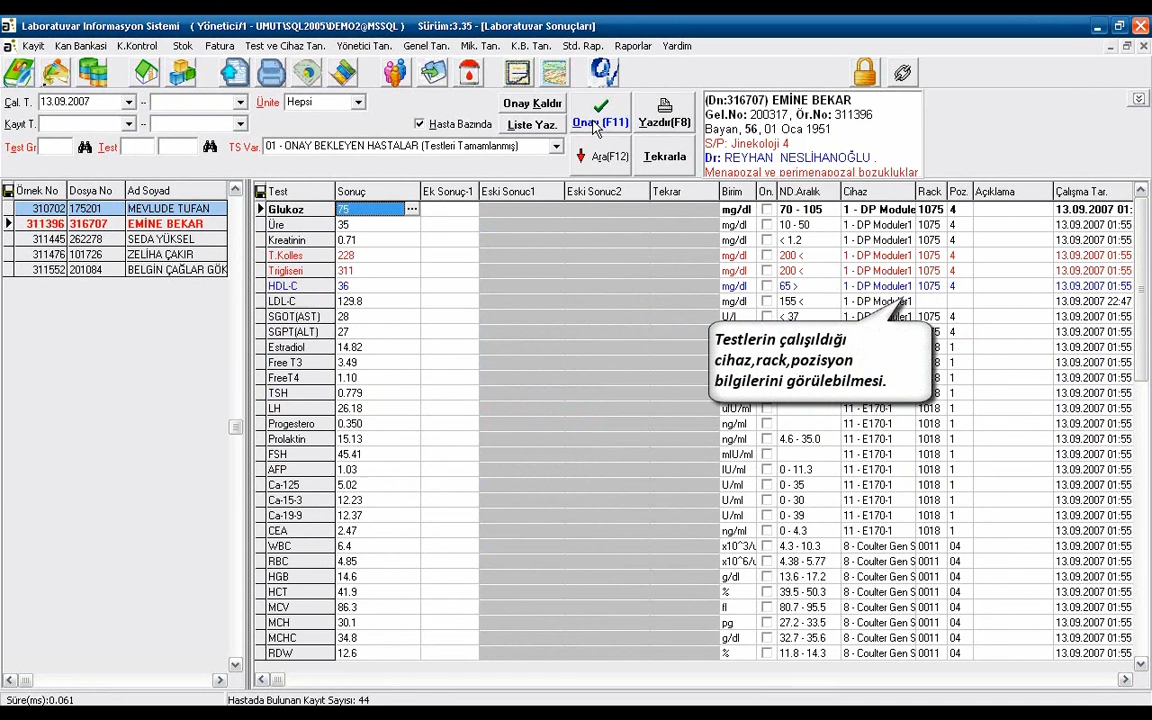 Laboratuvar Informasyon Sistemi ( Yönetici/1 - UMUT\SQL2005\DEMO2@MSSQL ) Sürüm:3.35 - [Laboratuvar Sonuçları]
Kayit Kan Bankasi K.Kontrol Stok Fatura Test ve Cihaz Tan. Yönetici Tan. Genel Tan. Mik. Tan. K.B. Tan. Std. Rap. Raporlar Yardim
Çal. T. 13.09.2007 -- Ünite Hepsi Onay Kaldır Onay (F11) Yazdır(F8)
Kayıt T. -- Hasta Bazında Liste Yaz.
Test Gr Test TS Var. 01 - ONAY BEKLEYEN HASTALAR (Testleri Tamamlanmış) Ara(F12) Tekrarla
(Dn:316707) EMİNE BEKAR
Gel.No: 200317, Ör.No: 311396
Bayan, 56, 01 Oca 1951
S/P: Jinekoloji 4
Dr: REYHAN NESLİHANOĞLU .
Menapozal ve perimenapozal bozukluklar
Örnek No Dosya No Ad Soyad
310702 175201 MEVLUDE TUFAN
311396 316707 EMİNE BEKAR
311445 262278 SEDA YÜKSEL
311476 101726 ZELİHA ÇAKIR
311552 201084 BELGİN ÇAĞLAR GÖK
Test Sonuç Ek Sonuç-1 Eski Sonuc1 Eski Sonuc2 Tekrar Birim On. ND.Aralık Cihaz Rack Poz. Açıklama Çalışma Tar.
Glukoz 75 ... mg/dl 70 - 105 1 - DP Module 1075 4 13.09.2007 01:
Üre 35 mg/dl 10 - 50 1 - DP Moduler1 1075 4 13.09.2007 01:55
Kreatinin 0.71 mg/dl < 1.2 1 - DP Moduler1 1075 4 13.09.2007 01:55
T.Kolles 228 mg/dl 200 < 1 - DP Moduler1 1075 4 13.09.2007 01:55
Trigliseri 311 mg/dl 200 < 1 - DP Moduler1 1075 4 13.09.2007 01:55
HDL-C 36 mg/dl 65 > 1 - DP Moduler1 1075 4 13.09.2007 01:55
LDL-C 129.8 mg/dl 155 < 1 - DP Moduler1 13.09.2007 22:47
SGOT(AST) 28 U/l < 37 1 - DP Moduler1 1075 4 13.09.2007 01:55
SGPT(ALT) 27 4 13.09.2007 01:55
Estradiol 14.82 1 13.09.2007 01:55
Free T3 3.49 1 13.09.2007 01:55
FreeT4 1.10 1 13.09.2007 01:55
TSH 0.779 1 13.09.2007 01:55
LH 26.18 uIU/ml 11 - E170-1 1018 1 13.09.2007 01:55
Progestero 0.350 ng/ml 11 - E170-1 1018 1 13.09.2007 01:55
Prolaktin 15.13 ng/ml 4.6 - 35.0 11 - E170-1 1018 1 13.09.2007 01:55
FSH 45.41 mIU/ml 11 - E170-1 1018 1 13.09.2007 01:55
AFP 1.03 IU/ml 0 - 11.3 11 - E170-1 1018 1 13.09.2007 01:55
Ca-125 5.02 U/ml 0 - 35 11 - E170-1 1018 1 13.09.2007 01:55
Ca-15-3 12.23 U/ml 0 - 30 11 - E170-1 1018 1 13.09.2007 01:55
Ca-19-9 12.37 U/ml 0 - 39 11 - E170-1 1018 1 13.09.2007 01:55
CEA 2.47 ng/ml 0 - 4.3 11 - E170-1 1018 1 13.09.2007 01:55
WBC 6.4 x10^3/u 4.3 - 10.3 8 - Coulter Gen S 0011 04 13.09.2007 01:55
RBC 4.85 x10^6/u 4.38 - 5.77 8 - Coulter Gen S 0011 04 13.09.2007 01:55
HGB 14.6 g/dl 13.6 - 17.2 8 - Coulter Gen S 0011 04 13.09.2007 01:55
HCT 41.9 % 39.5 - 50.3 8 - Coulter Gen S 0011 04 13.09.2007 01:55
MCV 86.3 fl 80.7 - 95.5 8 - Coulter Gen S 0011 04 13.09.2007 01:55
MCH 30.1 pg 27.2 - 33.5 8 - Coulter Gen S 0011 04 13.09.2007 01:55
MCHC 34.8 g/dl 32.7 - 35.6 8 - Coulter Gen S 0011 04 13.09.2007 01:55
RDW 12.6 % 11.8 - 14.3 8 - Coulter Gen S 0011 04 13.09.2007 01:55
Testlerin çalışıldığı
cihaz,rack,pozisyon
bilgilerini görülebilmesi.
Süre(ms):0.061 Hastada Bulunan Kayıt Sayısı: 44